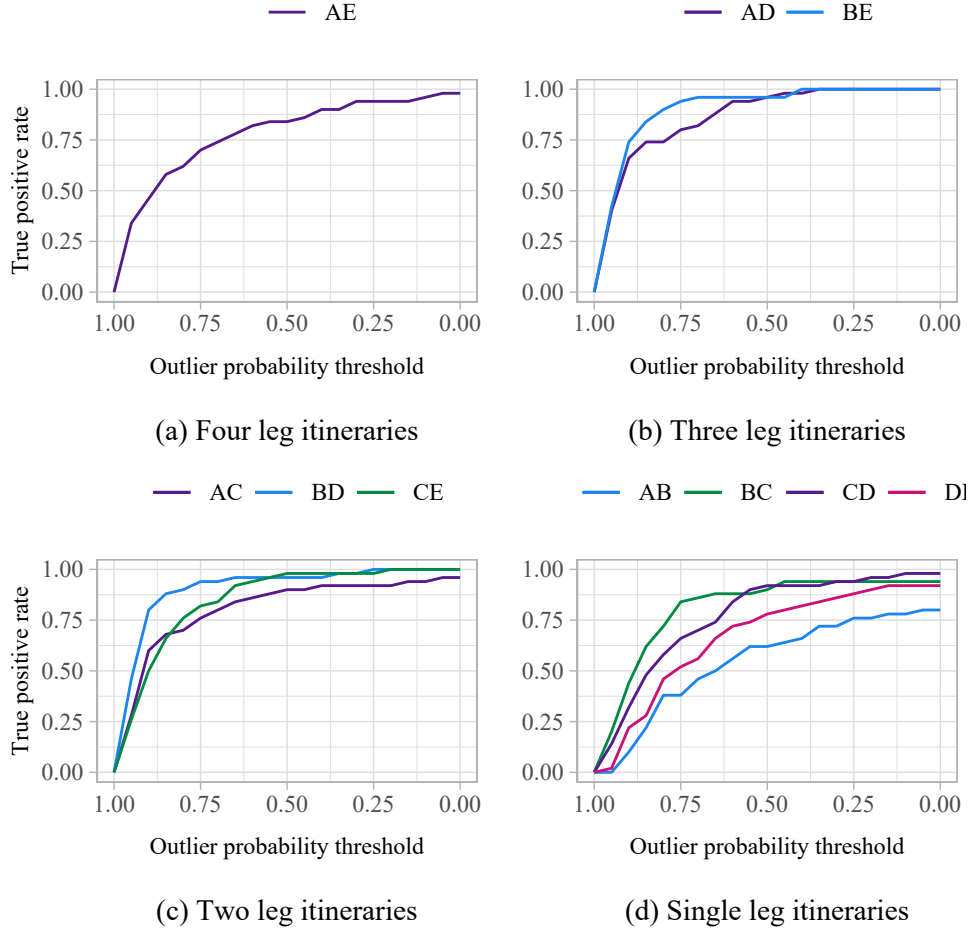 AE
AD BE
True positive rate
1.00
0.75
0.50
0.25
0.00
1.00 0.75 0.50 0.25 0.00
Outlier probability threshold
(a) Four leg itineraries
1.00
0.75
0.50
0.25
0.00
1.00 0.75 0.50 0.25 0.00
Outlier probability threshold
(b) Three leg itineraries
AC BD CE
AB BC CD
True positive rate
1.00
0.75
0.50
0.25
0.00
1.00 0.75 0.50 0.25 0.00
Outlier probability threshold
(c) Two leg itineraries
1.00
0.75
0.50
0.25
0.00
1.00 0.75 0.50 0.25 0.00
Outlier probability threshold
(d) Single leg itineraries